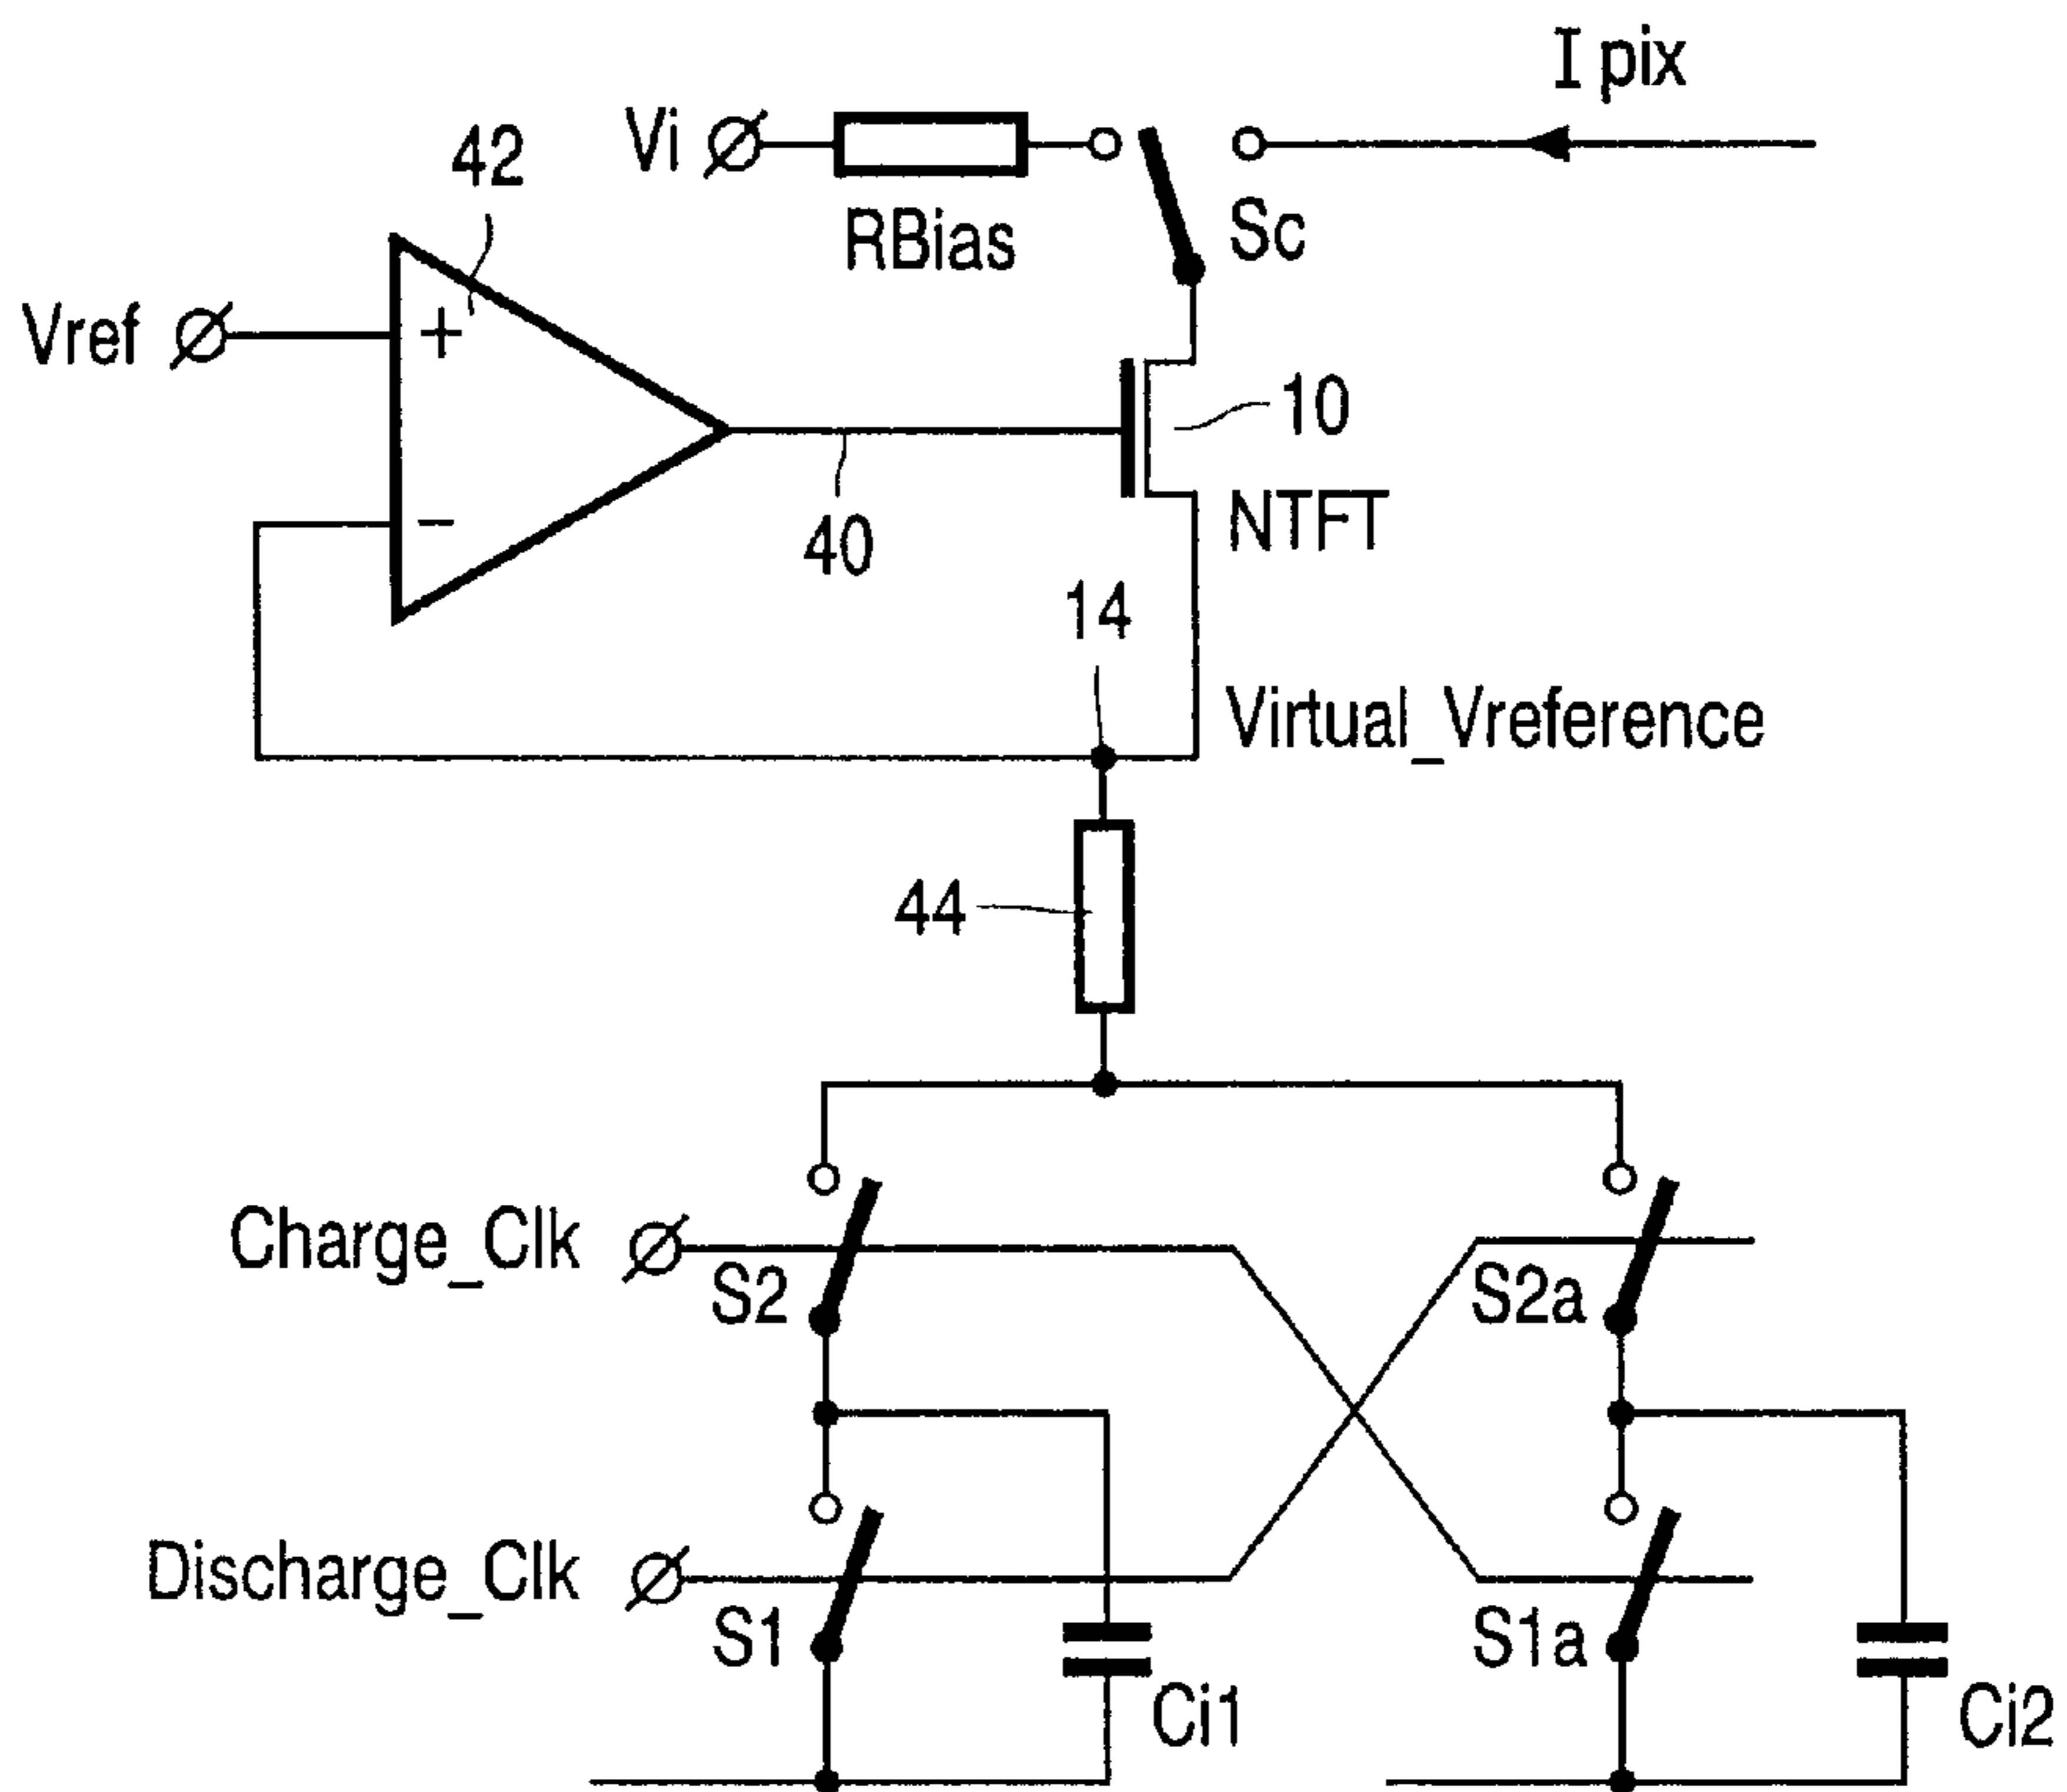 I pix
Vi
42
RBias
Sc
Vref
+
10
−
40
NTFT
14
Virtual_Vreference
44
Charge_Clk
S2
S2a
Discharge_Clk
S1
S1a
Ci1
Ci2